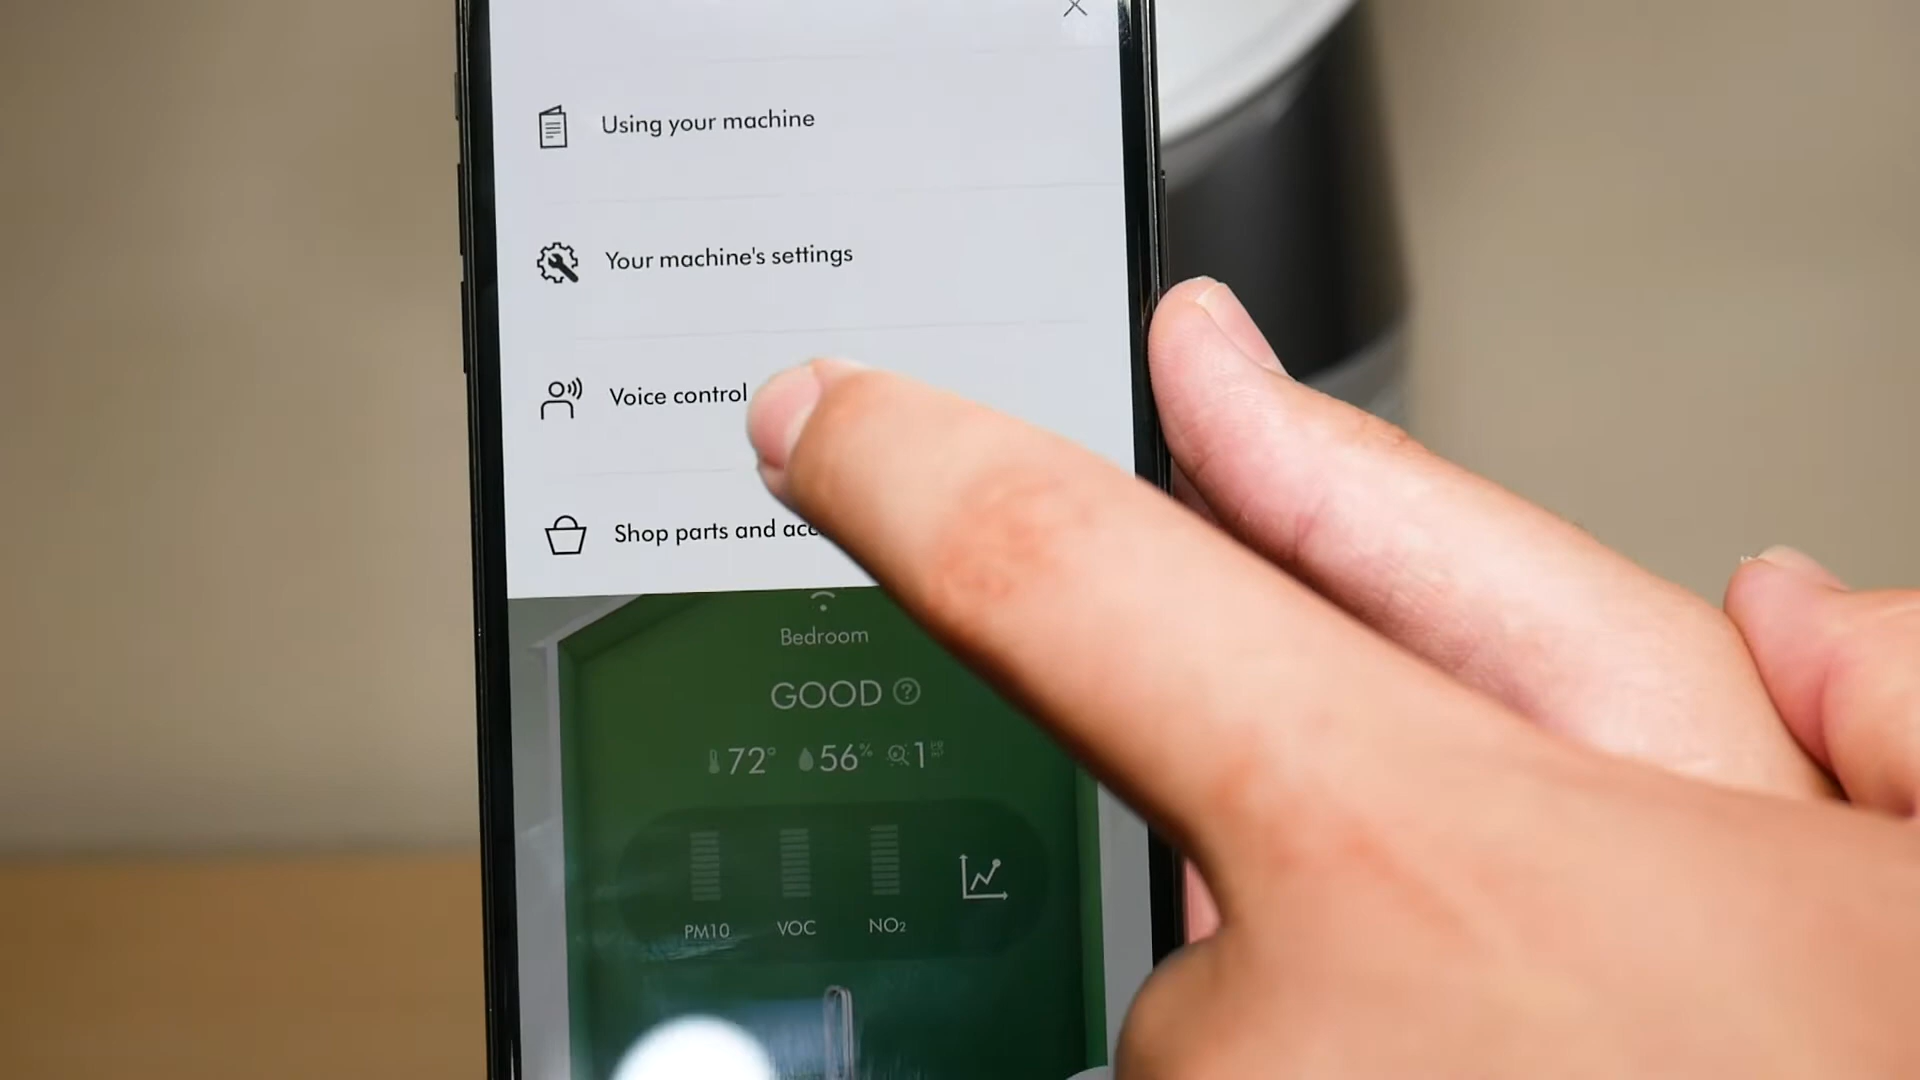 Using your machine
Your machine's settings
Voice control
Shop parts and
Bedroom
GOOD ?
72° 56% 1
PM10 VOC NO₂